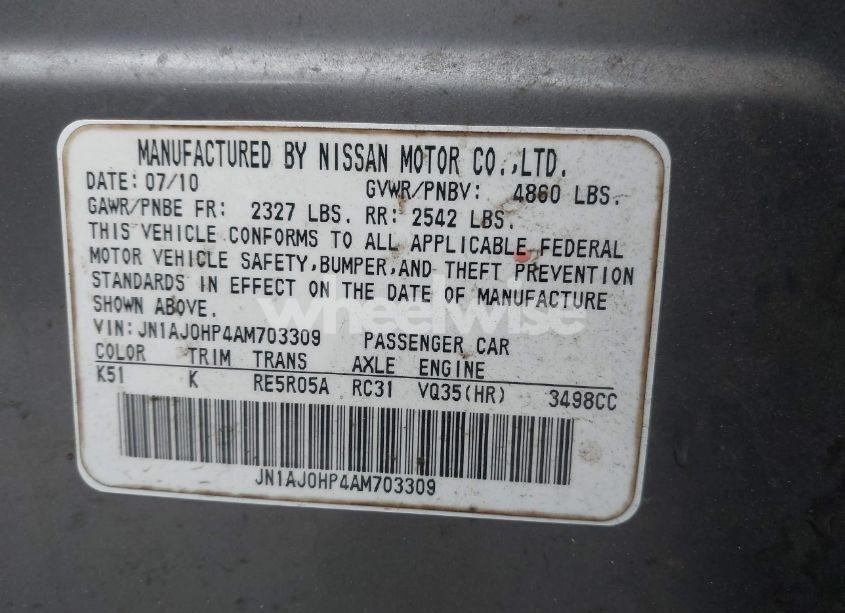 MANUFACTURED BY NISSAN MOTOR CO.,LTD.
DATE: 07/10 GVWR/PNBV: 4860 LBS.
GAWR/PNBE FR: 2327 LBS. RR: 2542 LBS.
THIS VEHICLE CONFORMS TO ALL APPLICABLE FEDERAL
MOTOR VEHICLE SAFETY,BUMPER,AND THEFT PREVENTION
STANDARDS IN EFFECT ON THE DATE OF MANUFACTURE
SHOWN ABOVE.
wheelwise
VIN: JN1AJ0HP4AM703309 PASSENGER CAR
COLOR TRIM TRANS AXLE ENGINE
K51 K RE5R05A RC31 VQ35(HR) 3498CC
JN1AJ0HP4AM703309